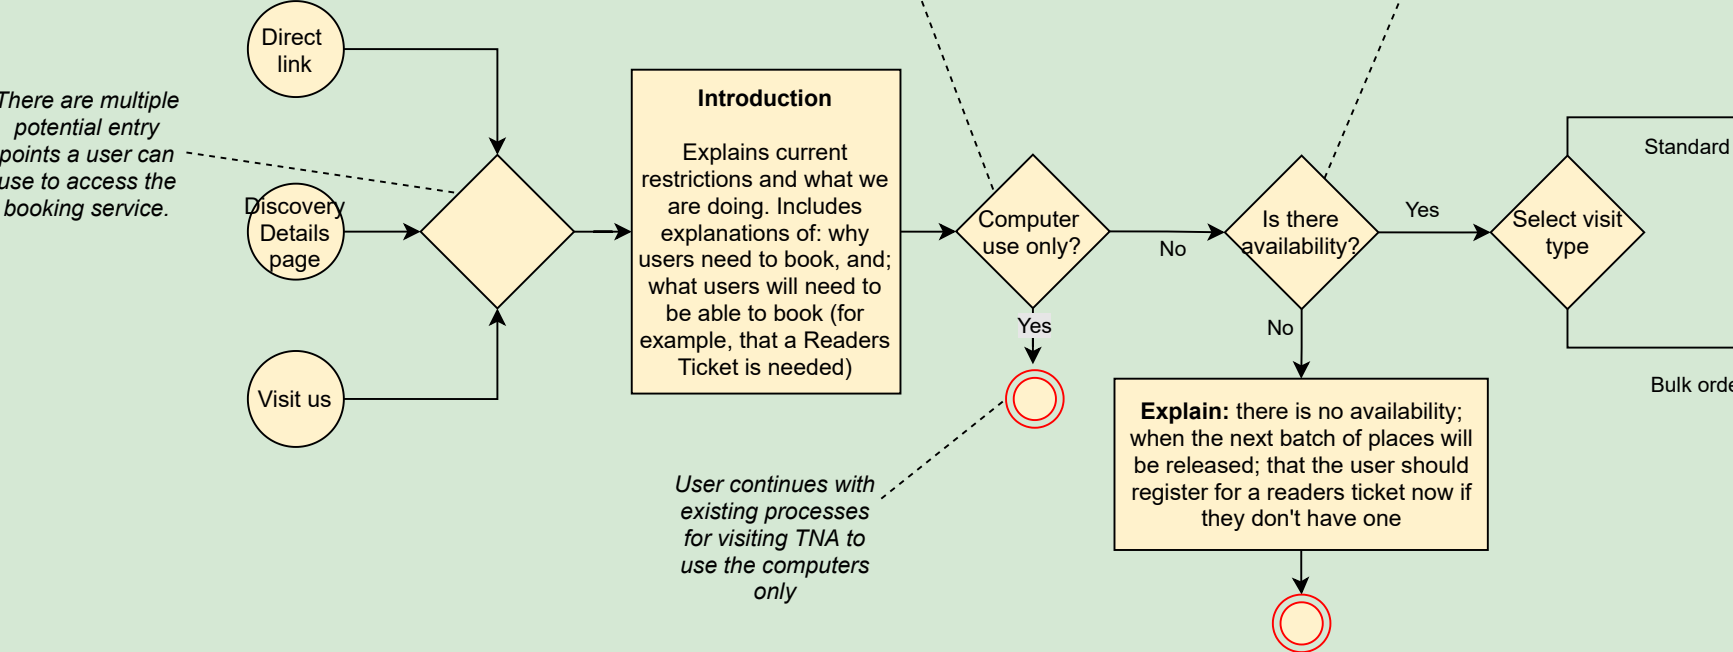 Direct
link
There are multiple
potential entry
points a user can
use to access the
booking service.
Discovery
Details
page
Visit us
Introduction
Explains current
restrictions and what we
are doing. Includes
explanations of: why
users need to book, and;
what users will need to
be able to book (for
example, that a Readers
Ticket is needed)
Computer
use only?
No
Yes
User continues with
existing processes
for visiting TNA to
use the computers
only
Is there
availability?
Yes
No
Explain: there is no availability;
when the next batch of places will
be released; that the user should
register for a readers ticket now if
they don't have one
Select visit
type
Standard
Bulk orde